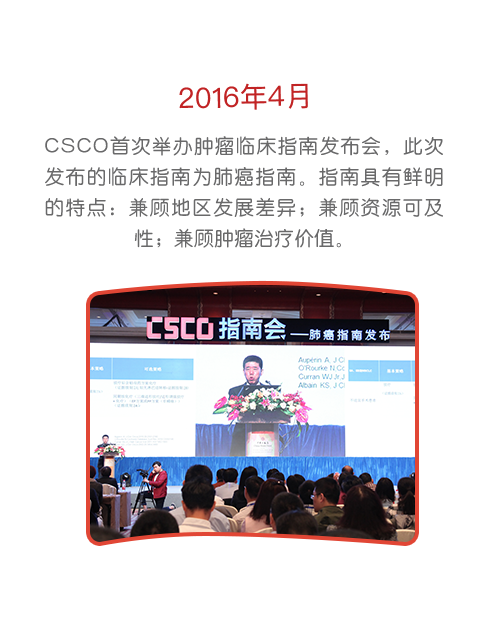 2016年4月
CSCO首次举办肿瘤临床指南发布会，此次
发布的临床指南为肺癌指南。指南具有鲜明
的特点：兼顾地区发展差异；兼顾资源可及
性；兼顾肿瘤治疗价值。
CSCO 指南会——肺癌指南发布
Auperin A, J Cl
O'Rourke N.Co
Curran WJ Jr.J
Albain KS. J Cl